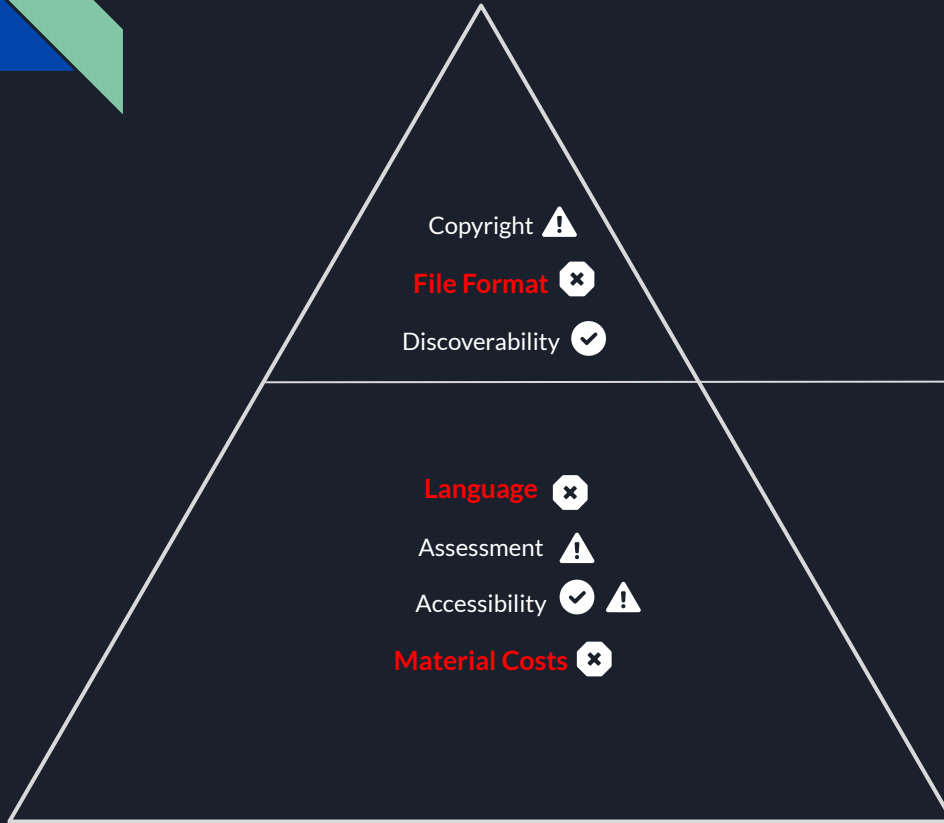 Copyright
File Format
Discoverability
Language
Assessment
Accessibility
Material Costs